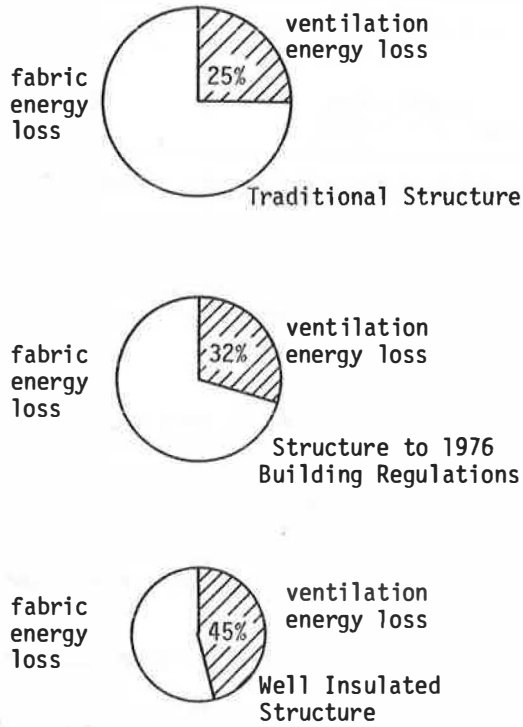 ventilation
energy loss
25%
fabric
energy
loss
Traditional Structure
ventilation
energy loss
32%
fabric
energy
loss
Structure to 1976
Building Regulations
ventilation
energy loss
fabric
energy
loss
45%
Well Insulated
Structure